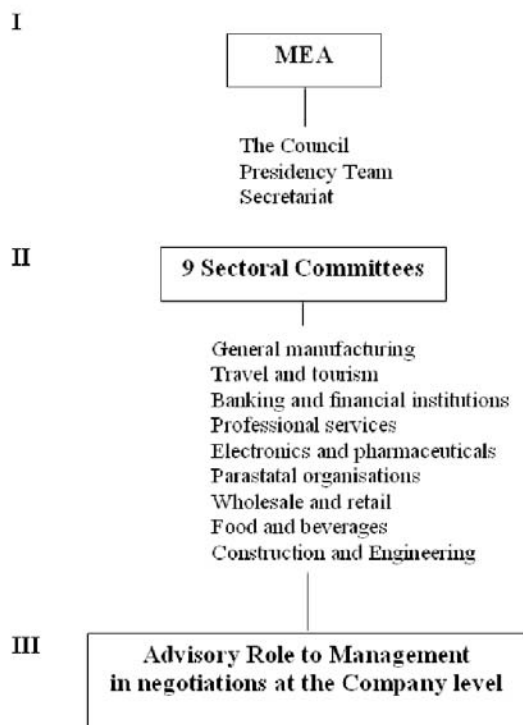 I
MEA
The Council
Presidency Team
Secretariat
II
9 Sectoral Committees
General manufacturing
Travel and tourism
Banking and financial institutions
Professional services
Electronics and pharmaceuticals
Parastatal organisations
Wholesale and retail
Food and beverages
Construction and Engineering
III
Advisory Role to Management
in negotiations at the Company level